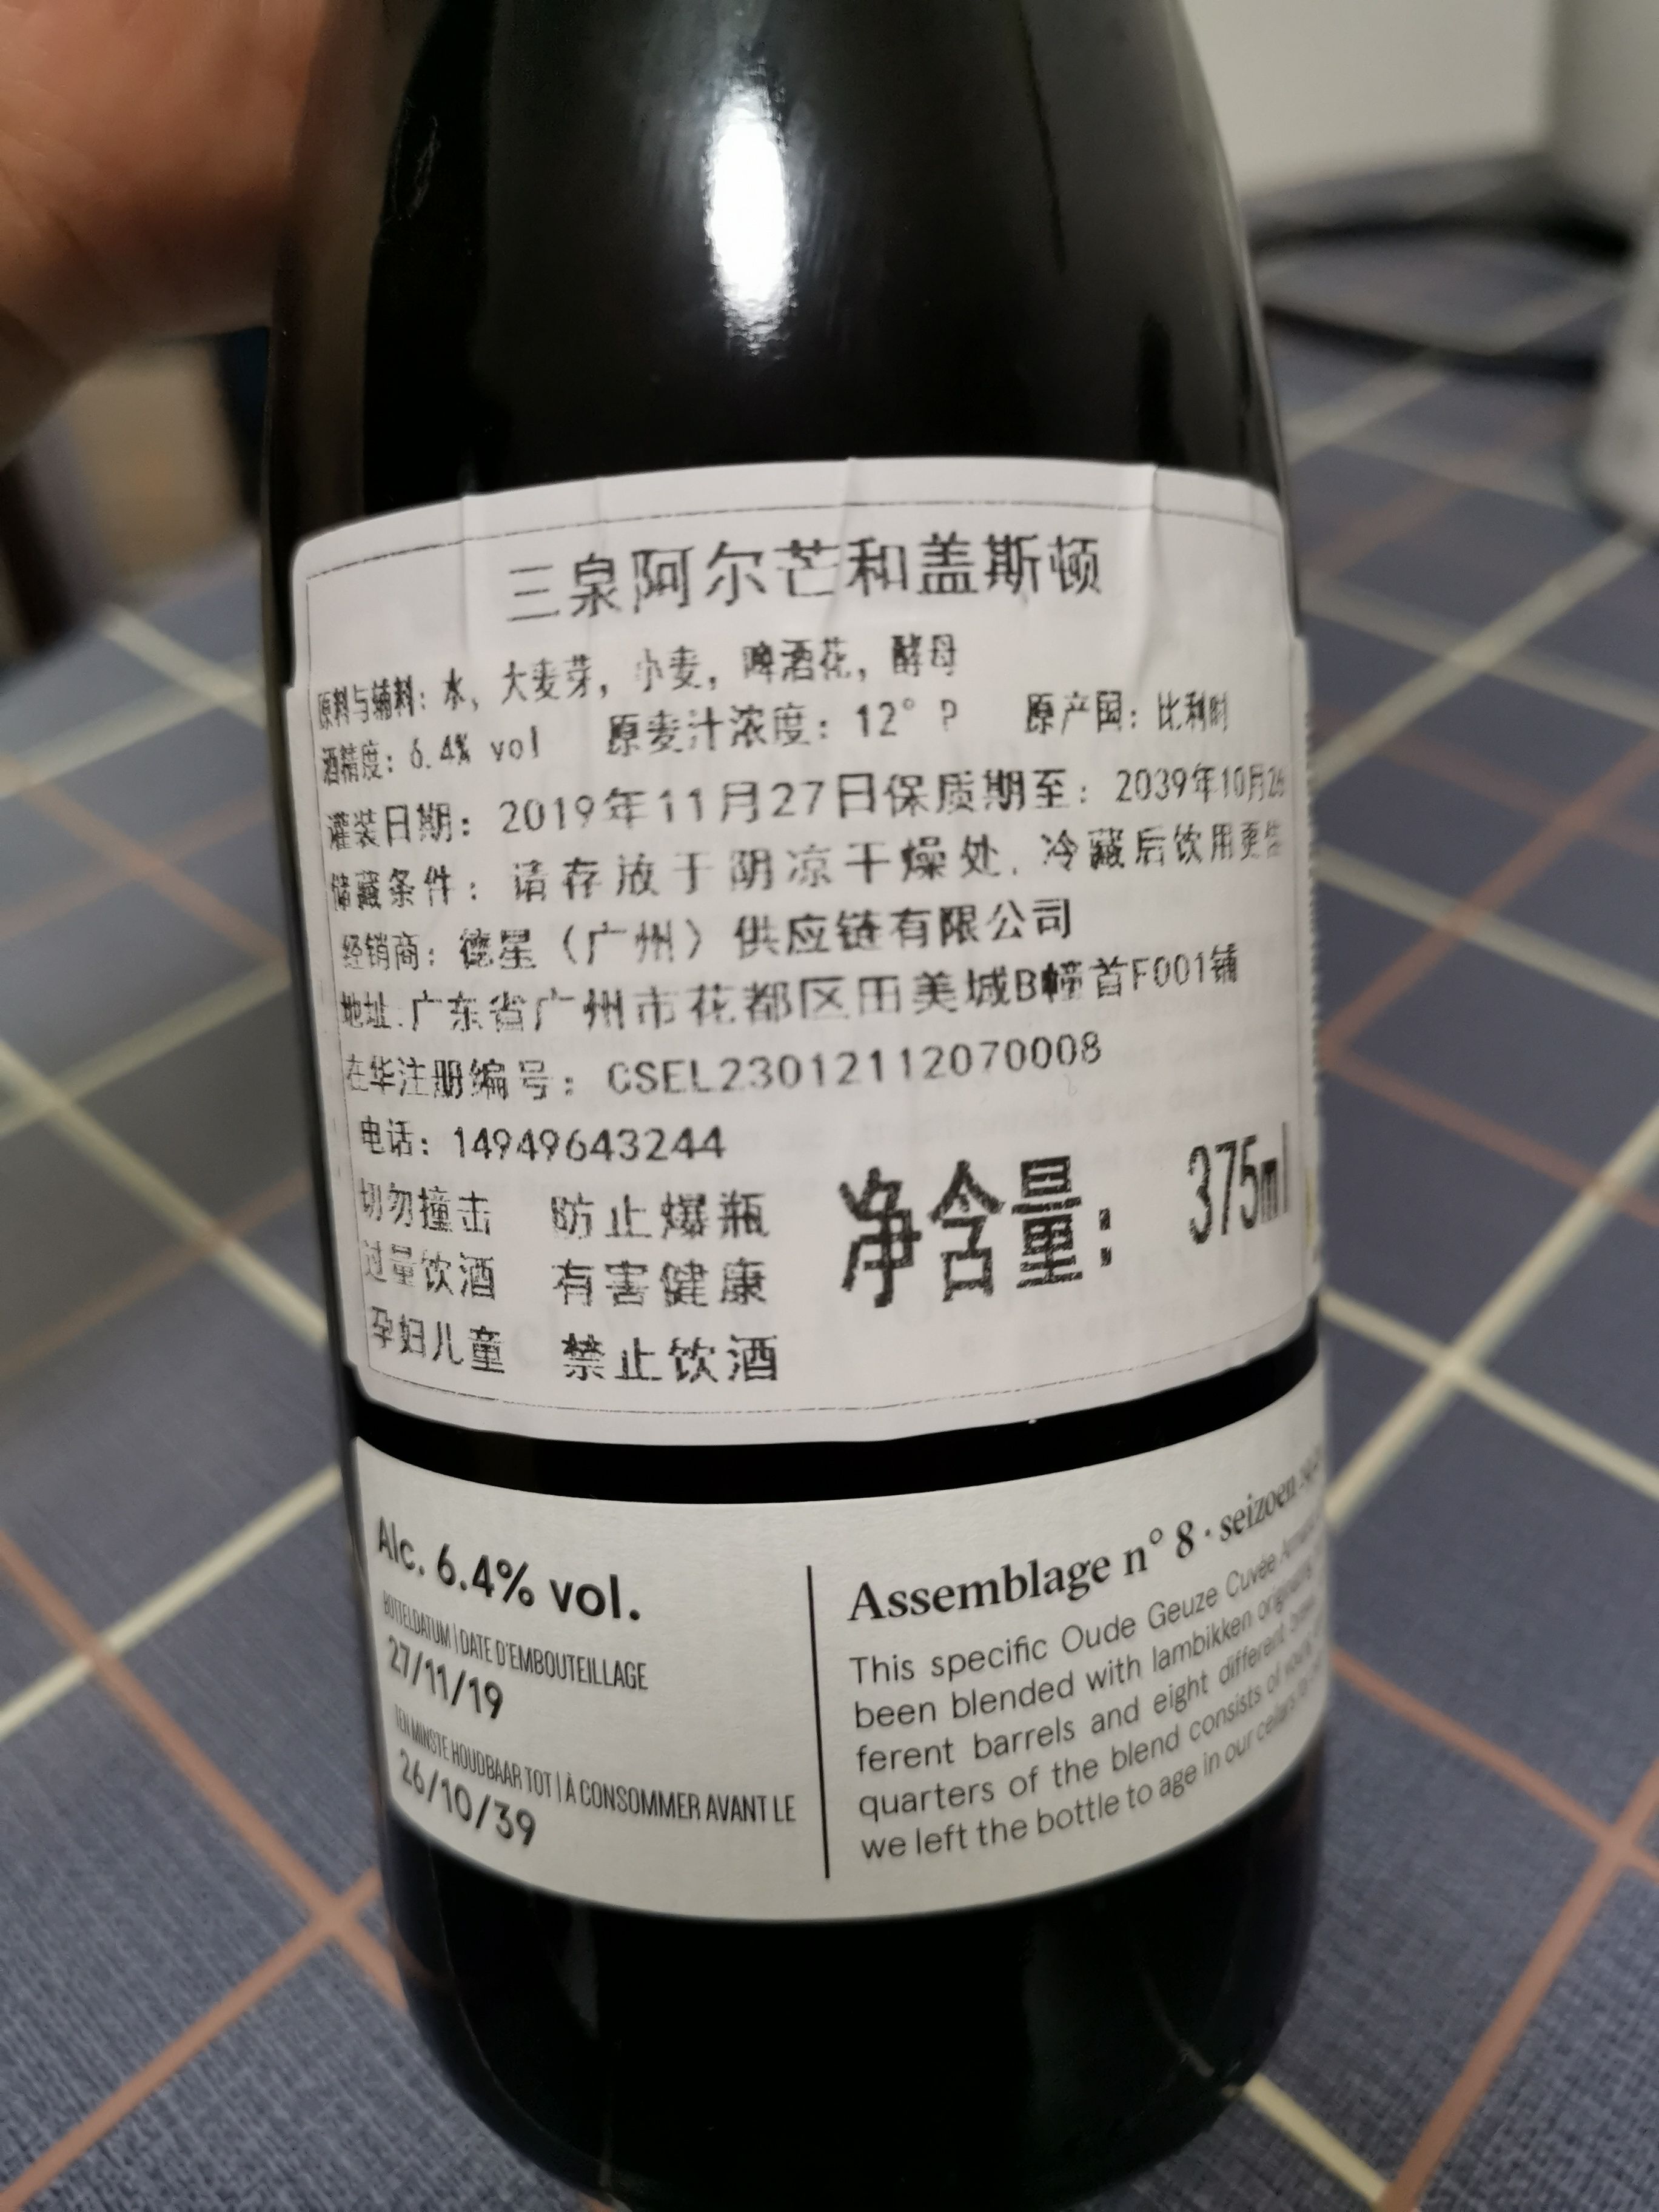 三泉阿尔芒和盖斯顿
原料与辅料：水，大麦芽，小麦，啤酒花，酵母
酒精度：6.4% vol 原麦汁浓度：12°P 原产国：比利时
灌装日期：2019年11月27日保质期至：2039年10月26
储藏条件：请存放于阴凉干燥处，冷藏后饮用更佳
经销商：德星（广州）供应链有限公司
地址:广东省广州市花都区田美城B幢首F001铺
在华注册编号：CSEL23012112070008
电话：14949643244
切勿撞击 防止爆瓶
过量饮酒 有害健康
孕妇儿童 禁止饮酒
净含量： 375ml
Alc. 6.4% vol.
BOTTELDATUM | DATE D'EMBOUTEILLAGE
27/11/19
TEN MINSTE HOUDBAAR TOT | À CONSOMMER AVANT LE
26/10/39
Assemblage n° 8 · seizoen
This specific Oude Geuze Cuvée
been blended with lambikken
ferent barrels and eight different
quarters of the blend consists of
we left the bottle to age in our cellars